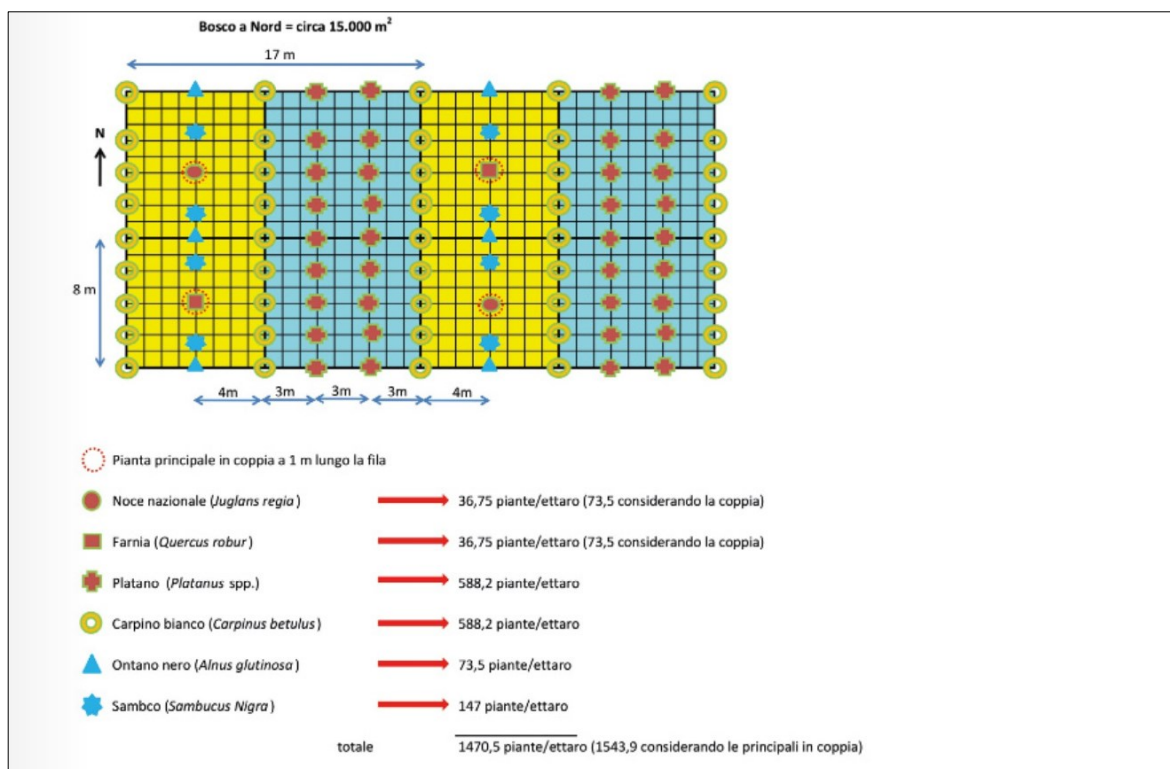 Bosco a Nord = circa 15.000 m²
17 m
N
8 m
4m 3m 3m 3m 4m
Pianta principale in coppia a 1 m lungo la fila
Noce nazionale (Juglans regia) 36,75 piante/ettaro (73,5 considerando la coppia)
Farnia (Quercus robur) 36,75 piante/ettaro (73,5 considerando la coppia)
Platano (Platanus spp.) 588,2 piante/ettaro
Carpino bianco (Carpinus betulus) 588,2 piante/ettaro
Ontano nero (Alnus glutinosa) 73,5 piante/ettaro
Sambco (Sambucus Nigra) 147 piante/ettaro
totale 1470,5 piante/ettaro (1543,9 considerando le principali in coppia)